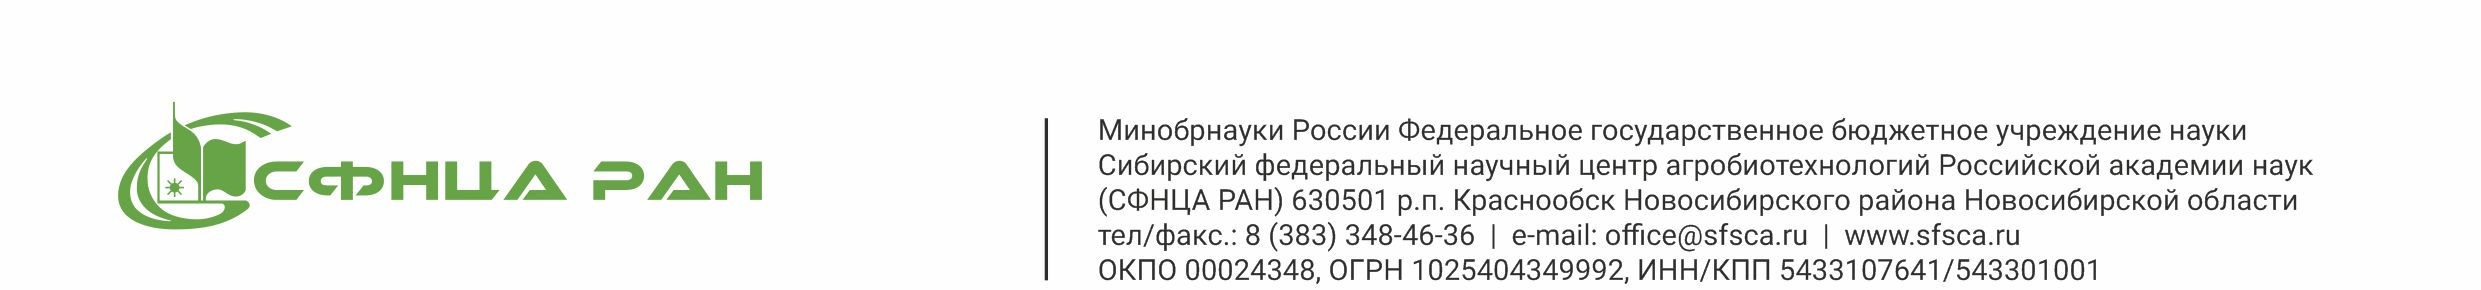 СФНЦА РАН
Минобрнауки России Федеральное государственное бюджетное учреждение науки
Сибирский федеральный научный центр агробиотехнологий Российской академии наук
(СФНЦА РАН) 630501 р.п. Краснообск Новосибирского района Новосибирской области
тел/факс.: 8 (383) 348-46-36 | e-mail: office@sfsca.ru | www.sfsca.ru
ОКПО 00024348, ОГРН 1025404349992, ИНН/КПП 5433107641/543301001